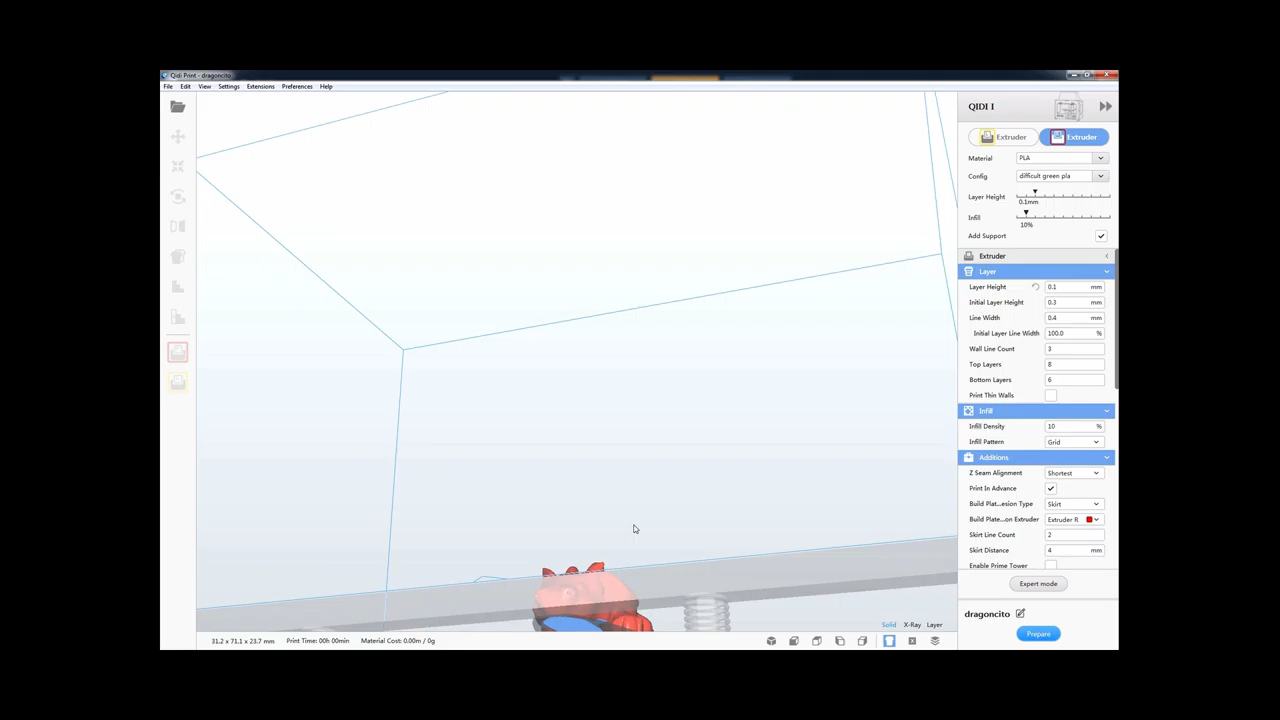 Qidi Print - dragoncito
File Edit View Settings Extensions Preferences Help
QIDI I
Extruder Extruder
Material PLA
Config difficult green pla
Layer Height 0.1mm
Infill 10%
Add Support
Extruder
Layer
Layer Height 0.1 mm
Initial Layer Height 0.3 mm
Line Width 0.4 mm
Initial Layer Line Width 100.0 %
Wall Line Count 3
Top Layers 8
Bottom Layers 6
Print Thin Walls
Infill
Infill Density 10 %
Infill Pattern Grid
Additions
Z Seam Alignment Shortest
Print In Advance
Build Plat...esion Type Skirt
Build Plate...on Extruder Extruder R
Skirt Line Count 2
Skirt Distance 4 mm
Enable Prime Tower
Expert mode
dragoncito
Prepare
Solid X-Ray Layer
31.2 x 71.1 x 23.7 mm Print Time: 00h 00min Material Cost: 0.00m / 0g